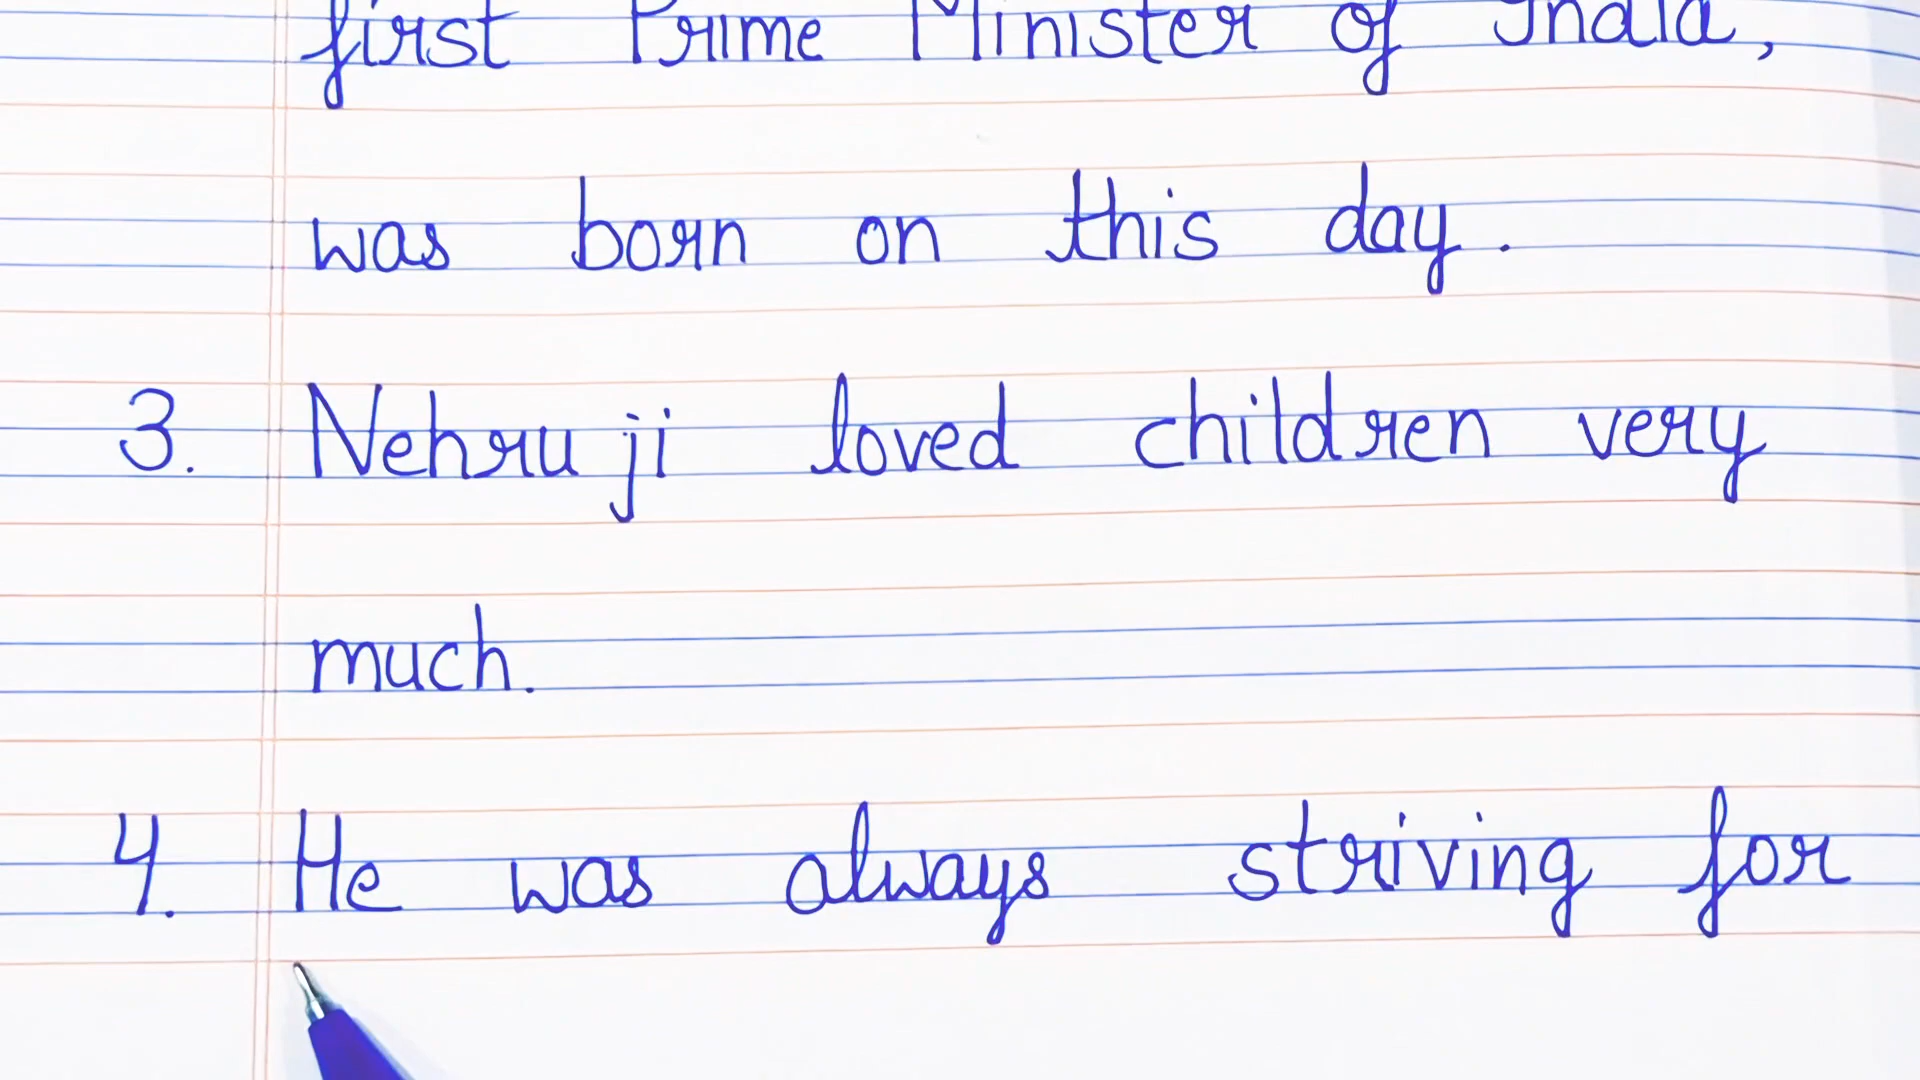 first Prime Minister of India,
was born on this day.
3. Nehru ji loved children very
much.
4. He was always striving for